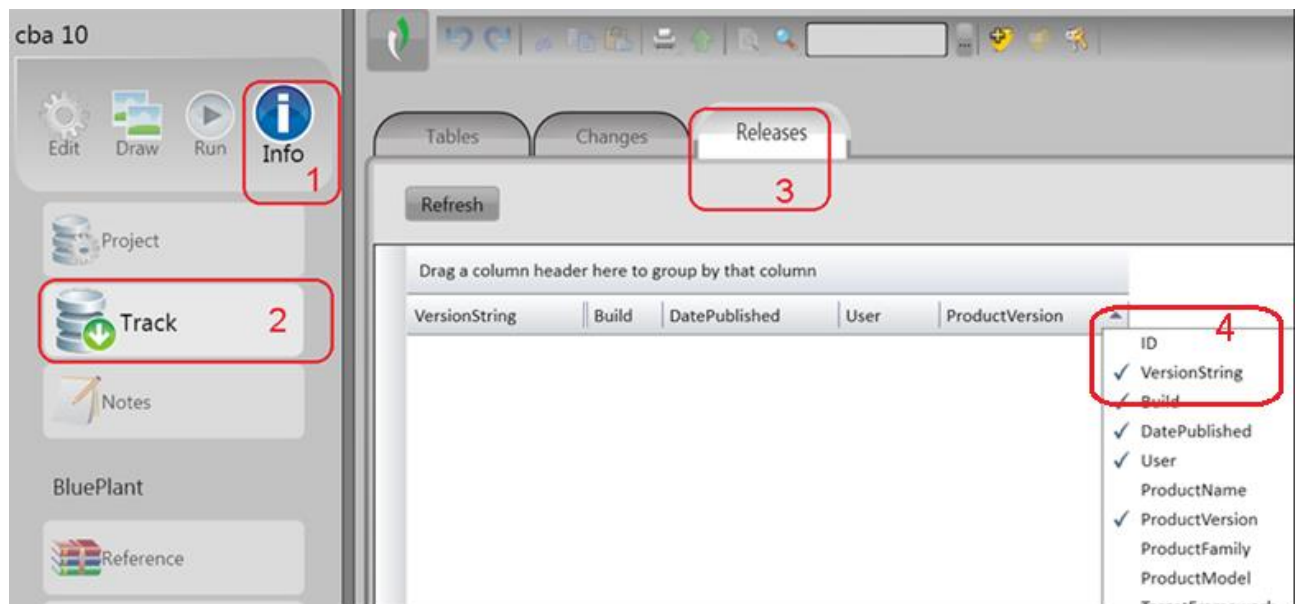 cba 10
Edit Draw Run Info
1
Project
Track 2
Notes
BluePlant
Reference
Tables Changes Releases
3
Refresh
Drag a column header here to group by that column
VersionString Build DatePublished User ProductVersion
4
ID
VersionString
Build
DatePublished
User
ProductName
ProductVersion
ProductFamily
ProductModel